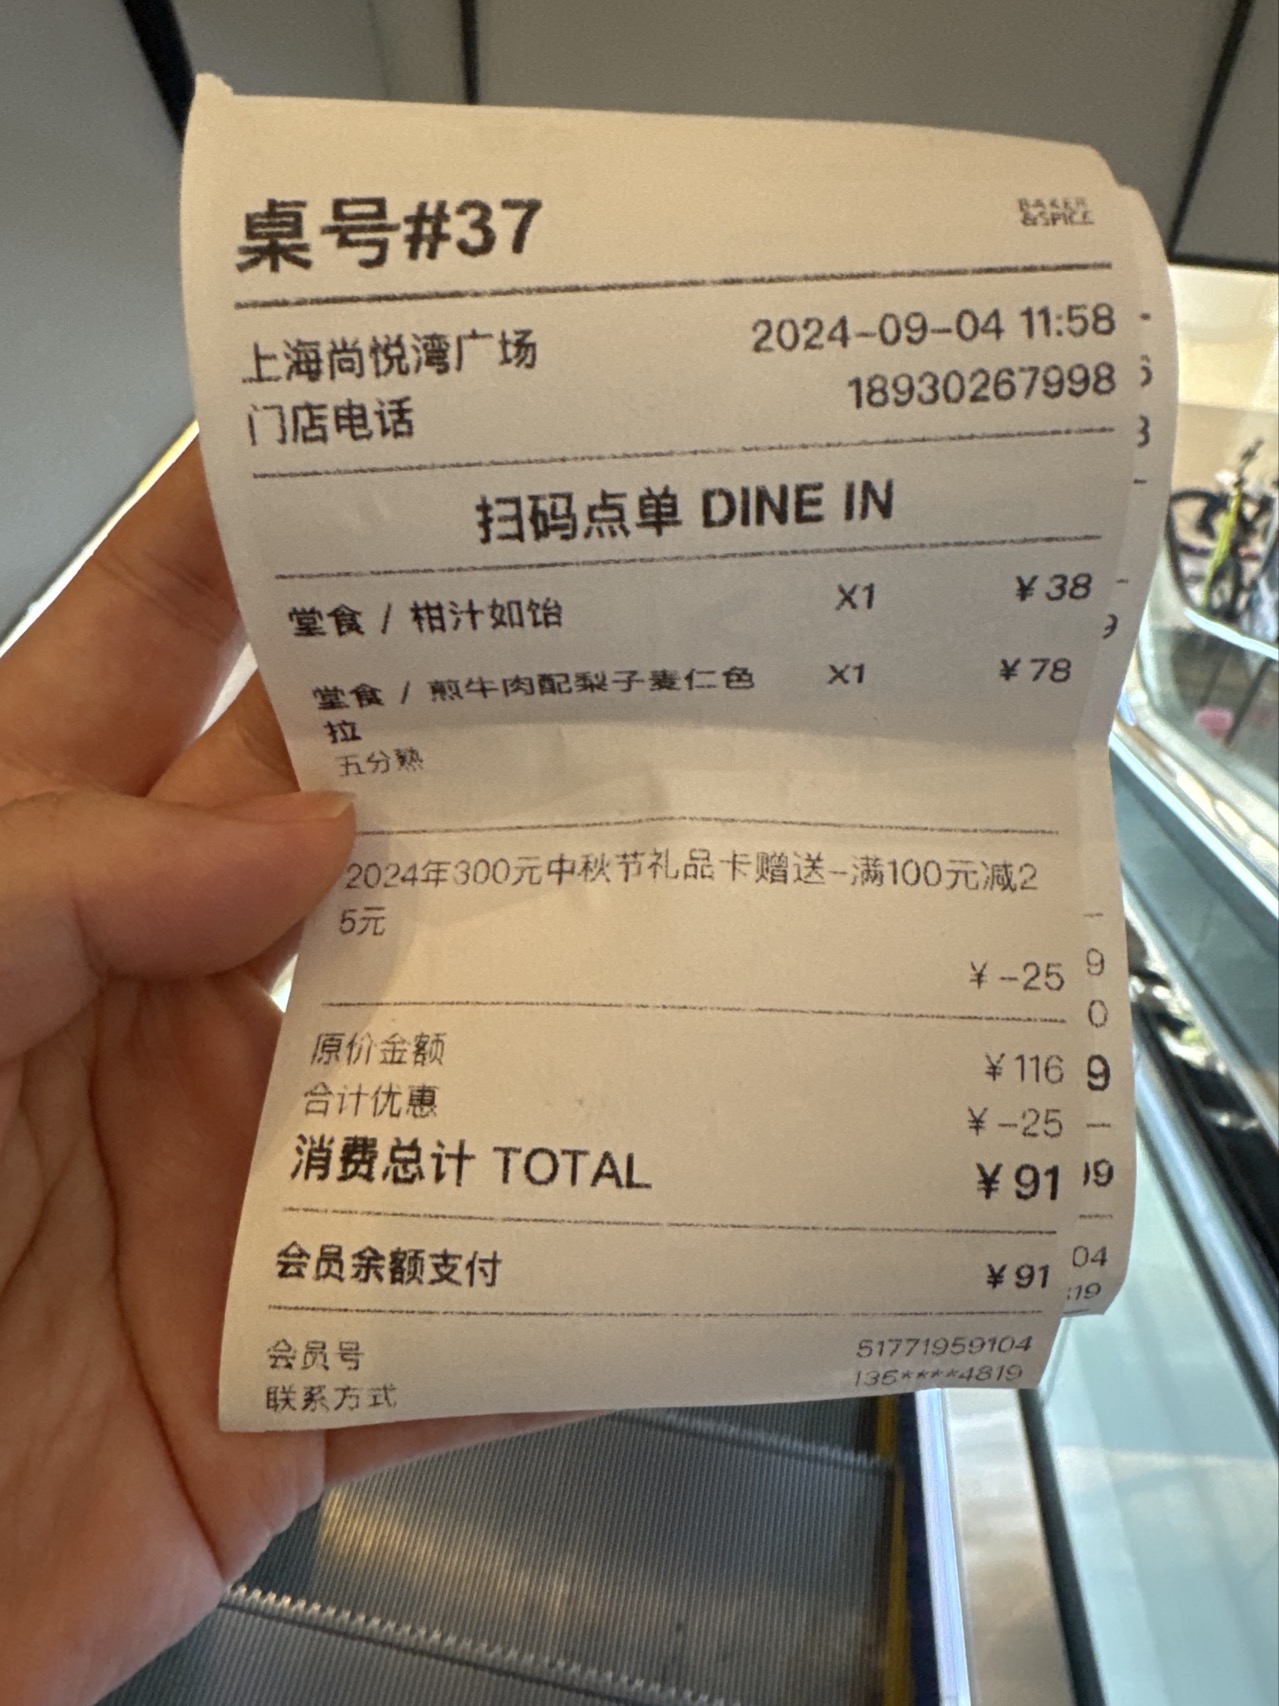 桌号#37
BAKER
&SPICE
上海尚悦湾广场 2024-09-04 11:58
门店电话 18930267998
扫码点单 DINE IN
堂食 / 柑汁如饴 X1 ¥38
堂食 / 煎牛肉配梨子麦仁色 X1 ¥78
拉
五分熟
2024年300元中秋节礼品卡赠送-满100元减2
5元
¥-25
原价金额 ¥116
合计优惠 ¥-25
消费总计 TOTAL ¥91
会员余额支付 ¥91
会员号 51771959104
联系方式 135****4819